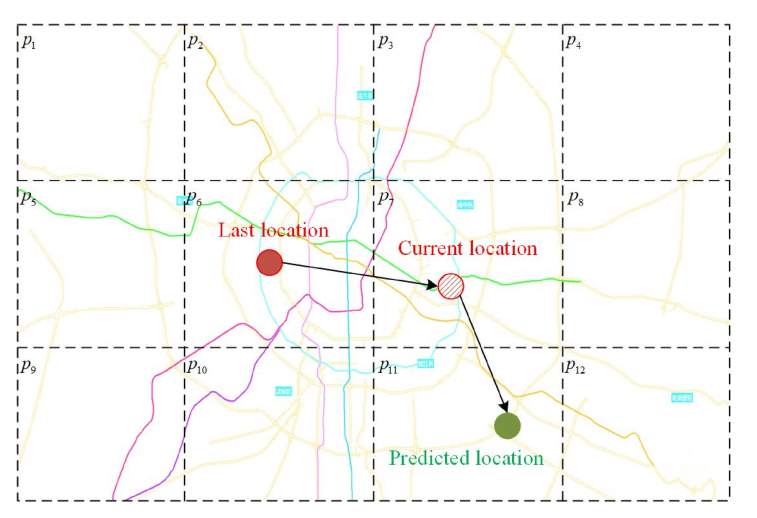 p1
p2
p3
p4
p5
p6
p7
p8
Last location
Current location
p9
p10
p11
p12
Predicted location